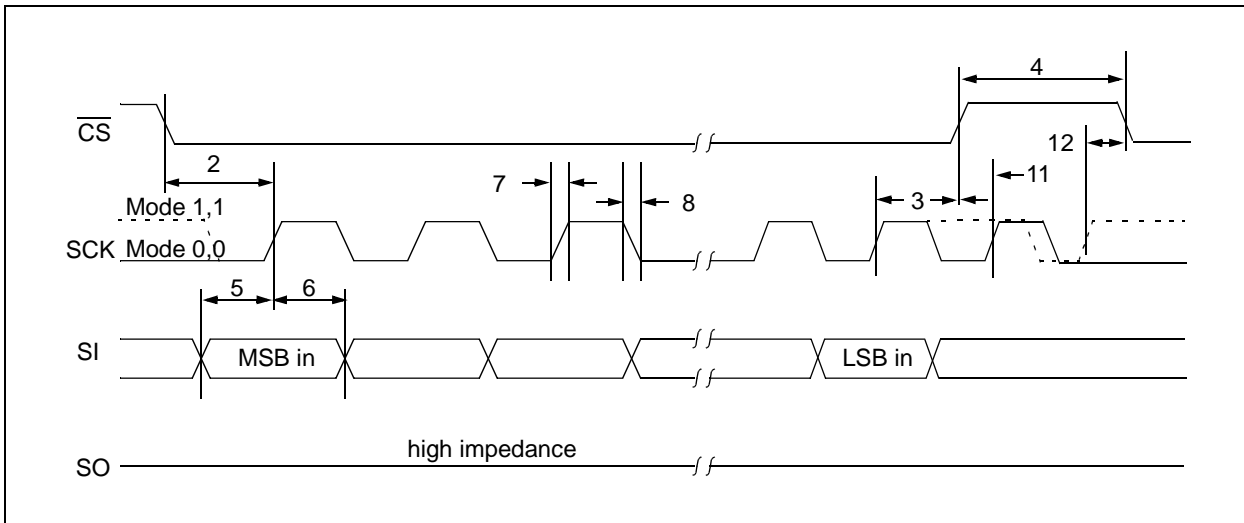 4
CS
12
2
11
7
8
3
Mode 1,1
SCK Mode 0,0
5
6
SI
MSB in
LSB in
high impedance
SO